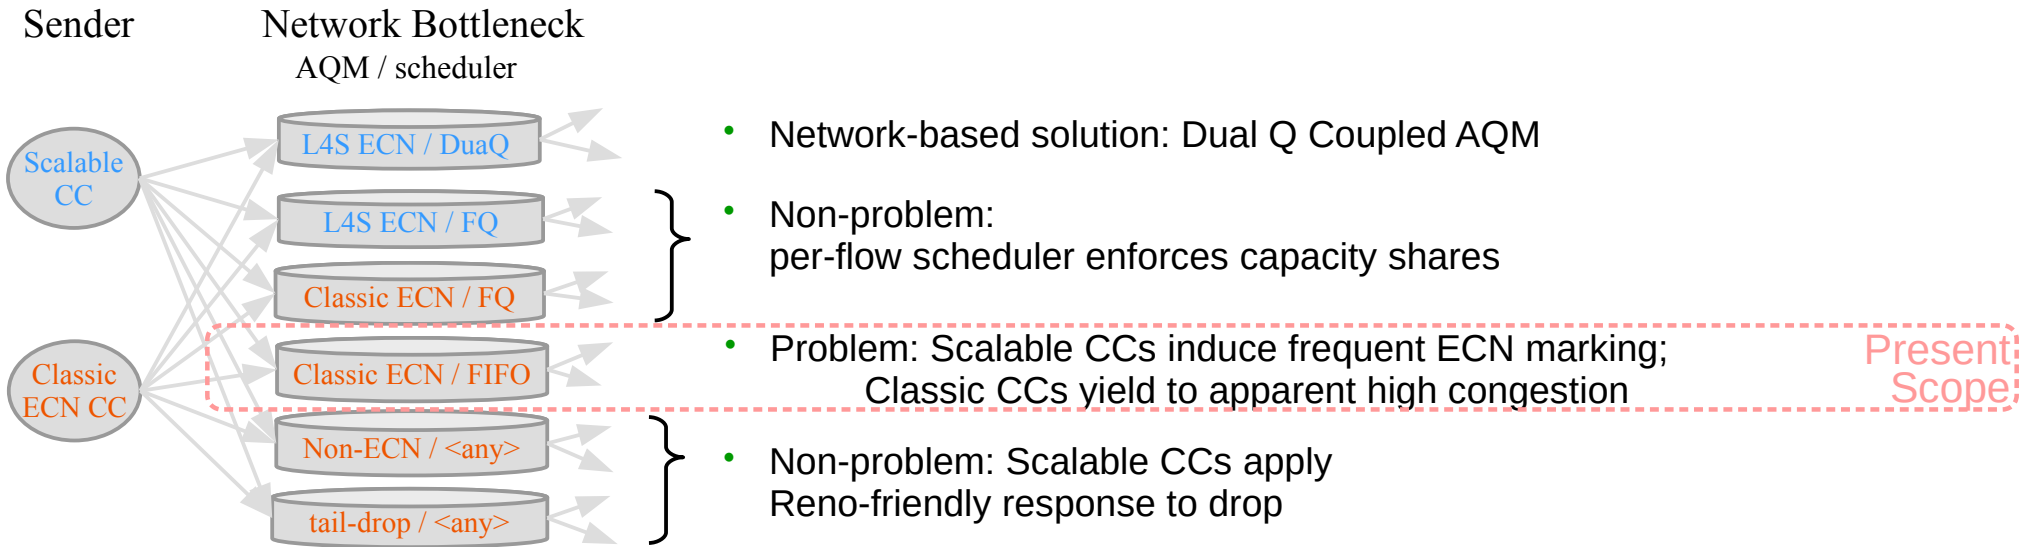 Sender
Network Bottleneck
AQM / scheduler
Scalable
CC
Classic
ECN CC
L4S ECN / DuaQ
L4S ECN / FQ
Classic ECN / FQ
Classic ECN / FIFO
Non-ECN / <any>
tail-drop / <any>
• Network-based solution: Dual Q Coupled AQM
• Non-problem:
per-flow scheduler enforces capacity shares
• Problem: Scalable CCs induce frequent ECN marking;
Classic CCs yield to apparent high congestion
Present
Scope
• Non-problem: Scalable CCs apply
Reno-friendly response to drop